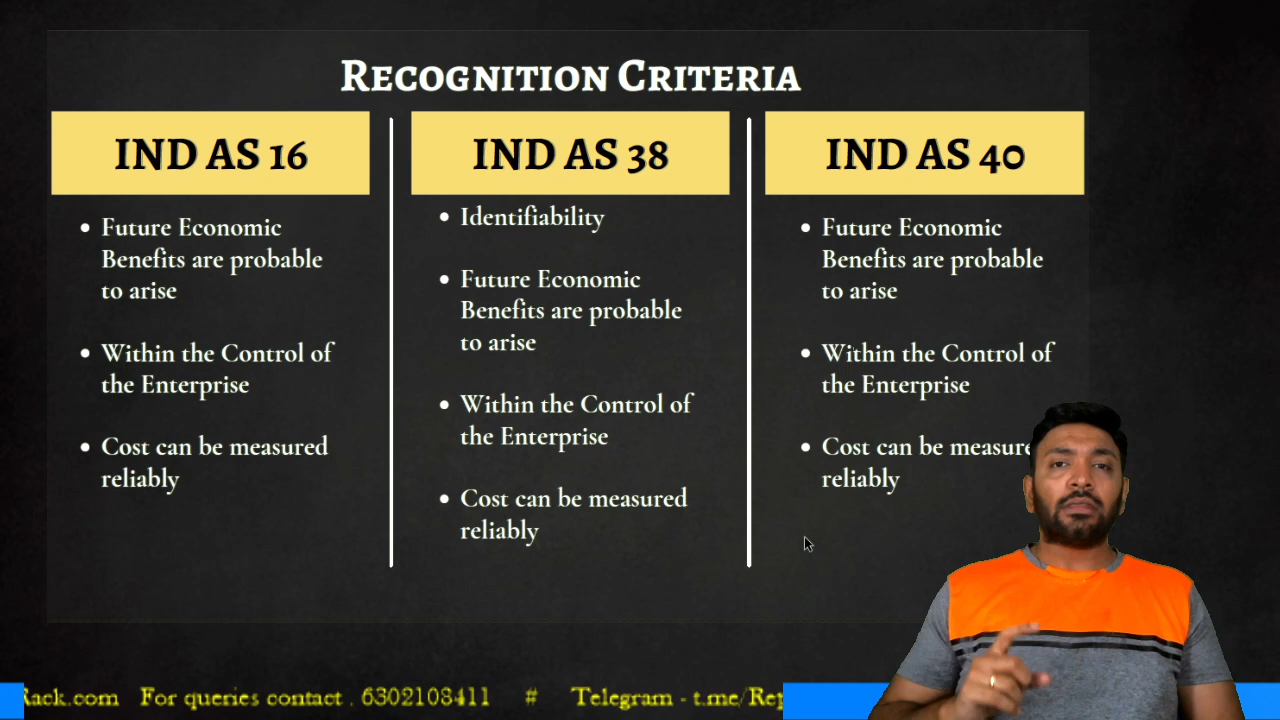 Recognition Criteria
IND AS 16
Future Economic
Benefits are probable
to arise
Within the Control of
the Enterprise
Cost can be measured
reliably
IND AS 38
Identifiability
Future Economic
Benefits are probable
to arise
Within the Control of
the Enterprise
Cost can be measured
reliably
IND AS 40
Future Economic
Benefits are probable
to arise
Within the Control of
the Enterprise
Cost can be measure
reliably
Rack.com For queries contact . 6302108411 # Telegram - t.me/Rep